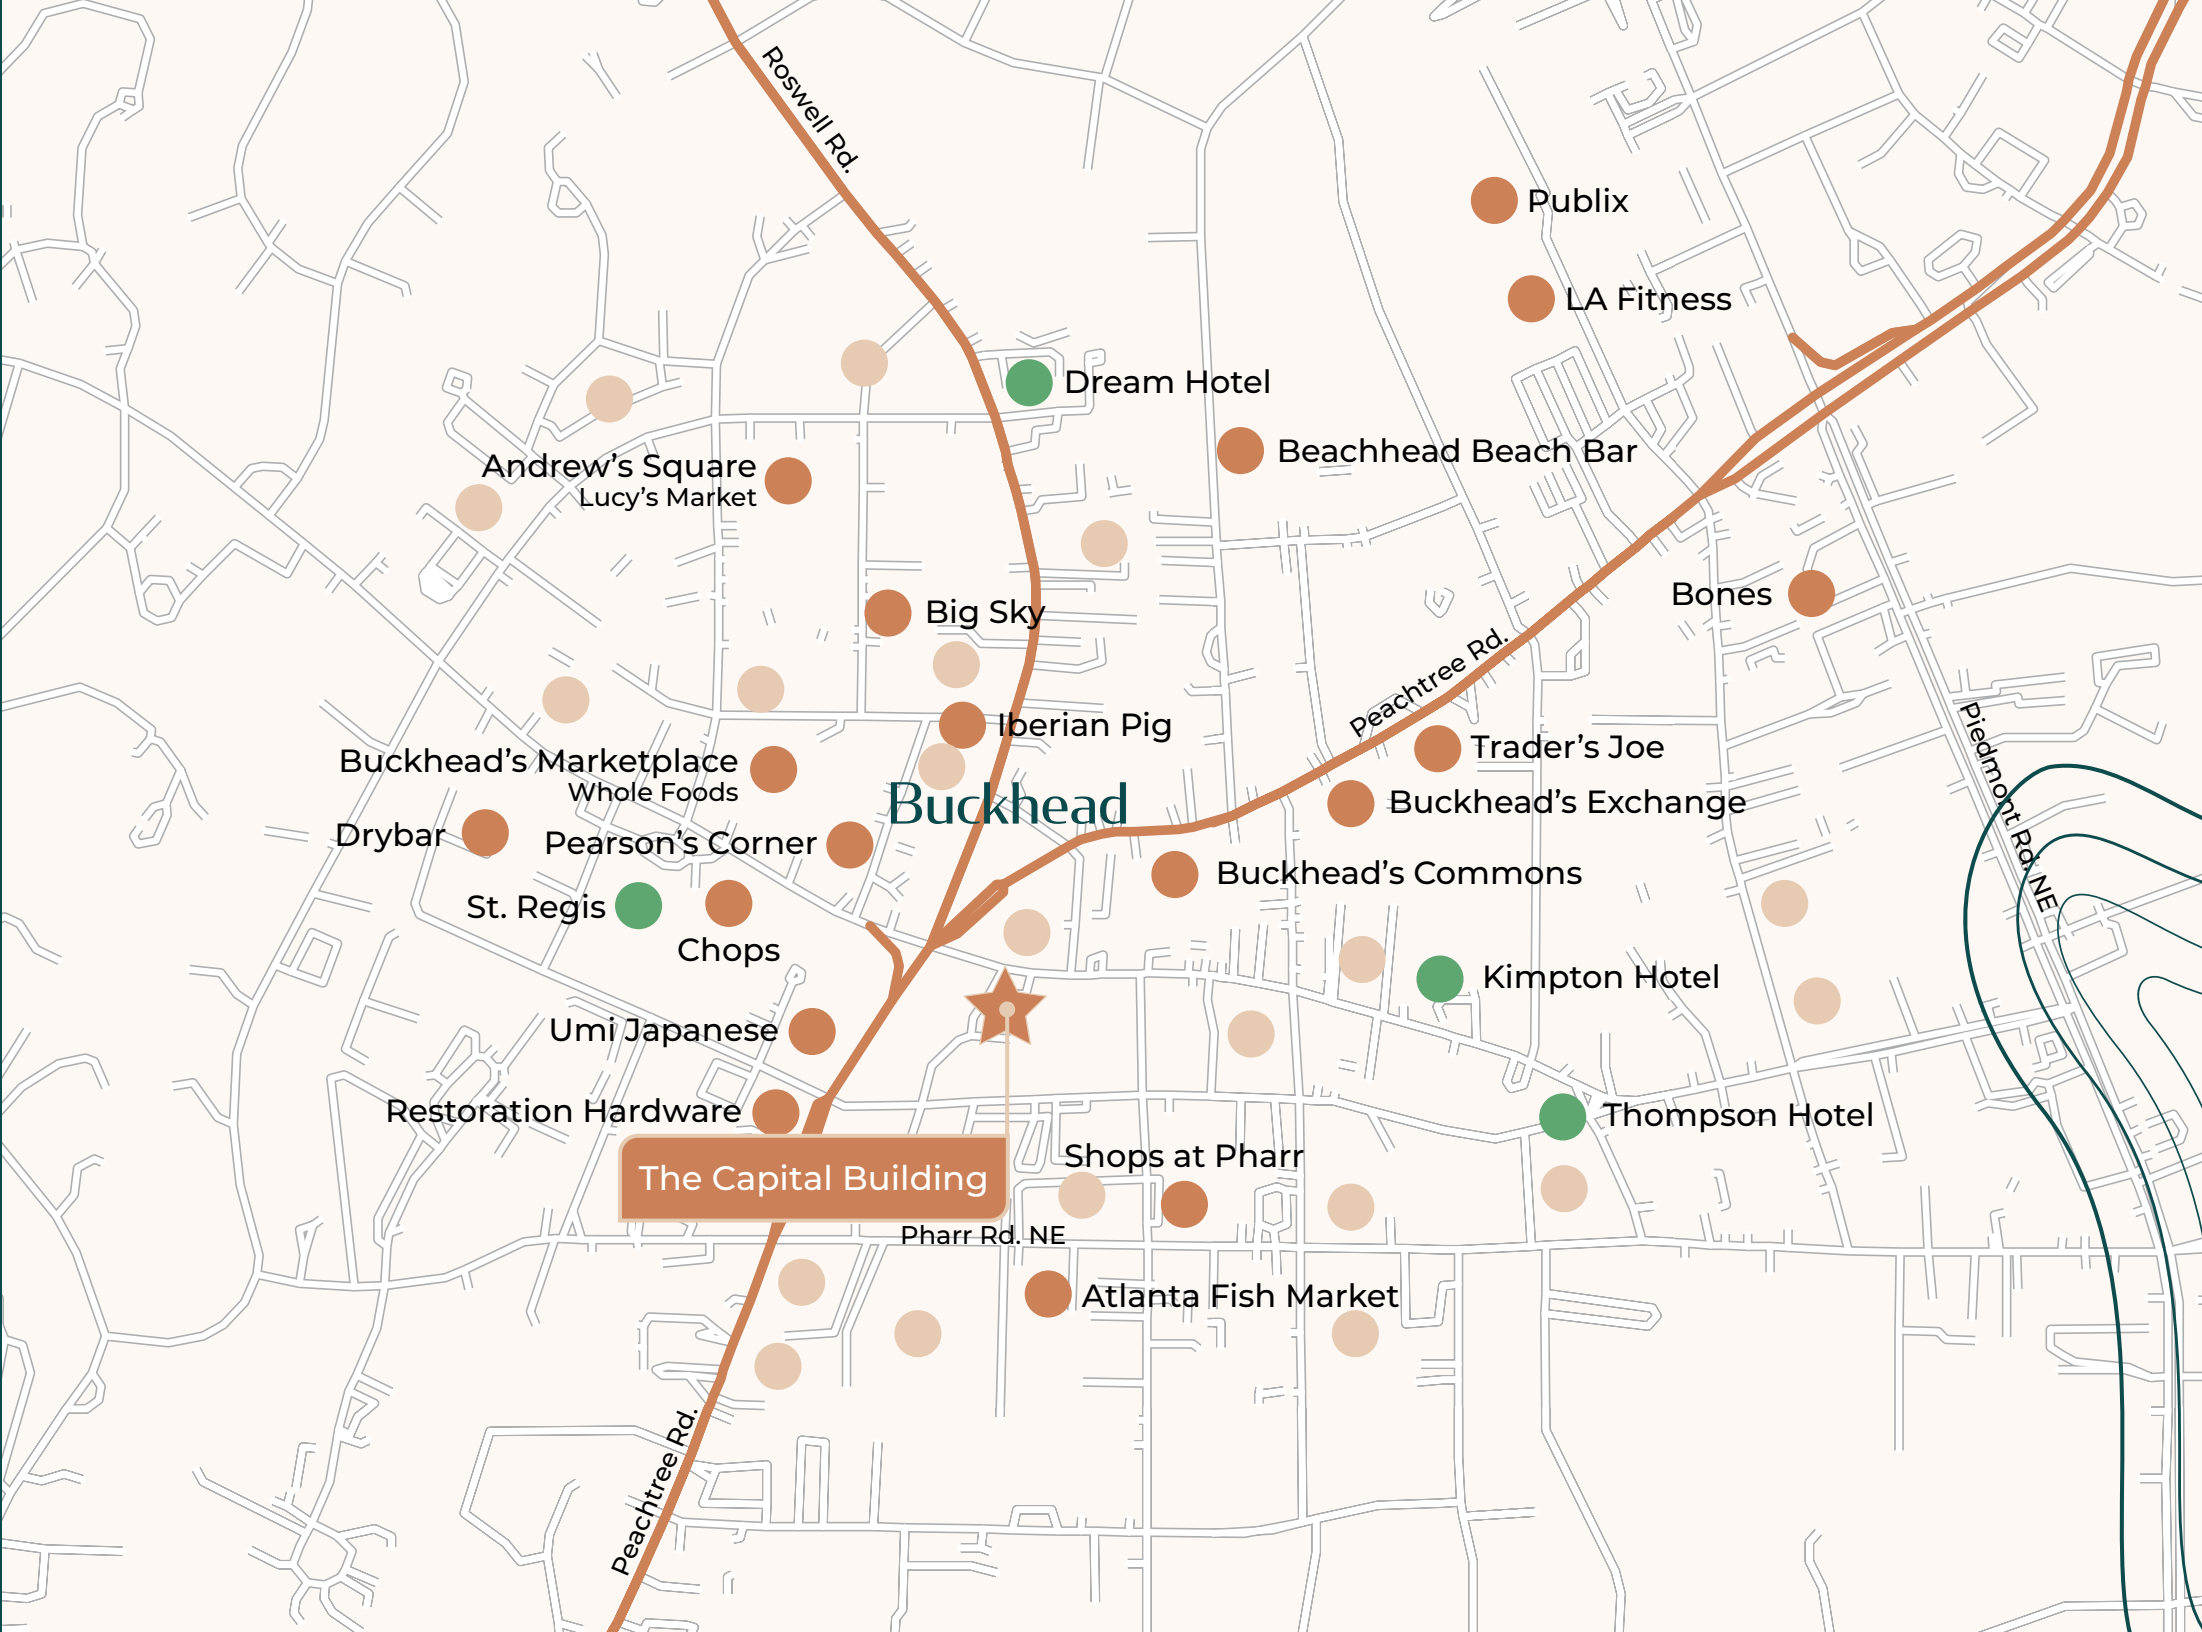 Roswell Rd.
Publix
LA Fitness
Dream Hotel
Beachhead Beach Bar
Andrew’s Square
Lucy’s Market
Bones
Big Sky
Peachtree Rd.
Iberian Pig
Trader’s Joe
Piedmont Rd. NE
Buckhead’s Marketplace
Whole Foods
Buckhead
Buckhead’s Exchange
Drybar
Pearson’s Corner
Buckhead’s Commons
St. Regis
Chops
Kimpton Hotel
Umi Japanese
Restoration Hardware
Thompson Hotel
The Capital Building
Shops at Pharr
Pharr Rd. NE
Atlanta Fish Market
Peachtree Rd.